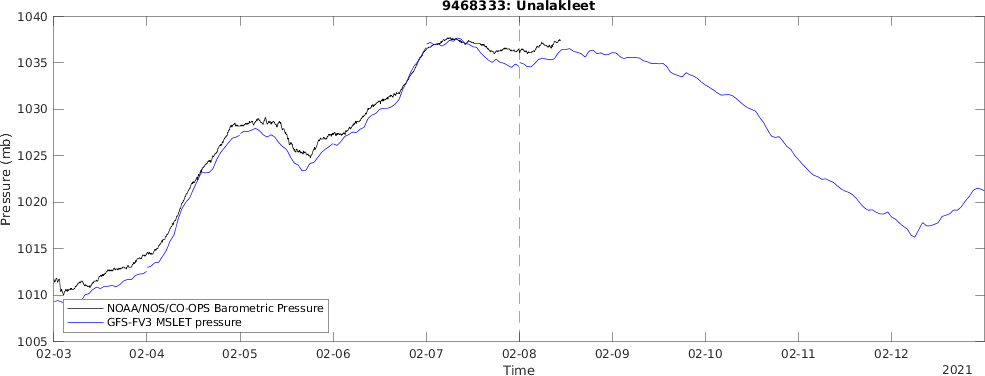 9468333: Unalakleet
Pressure (mb)
1040
1035
1030
1025
1020
1015
1010
1005
NOAA/NOS/CO-OPS Barometric Pressure
GFS-FV3 MSLET pressure
02-03 02-04 02-05 02-06 02-07 02-08 02-09 02-10 02-11 02-12
Time
2021